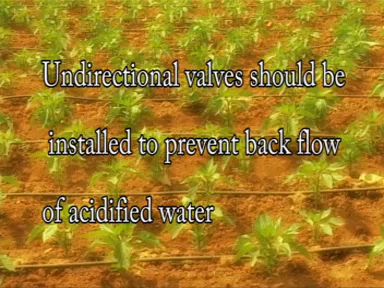 Undirectional valves should be
installed to prevent back flow
of acidified water